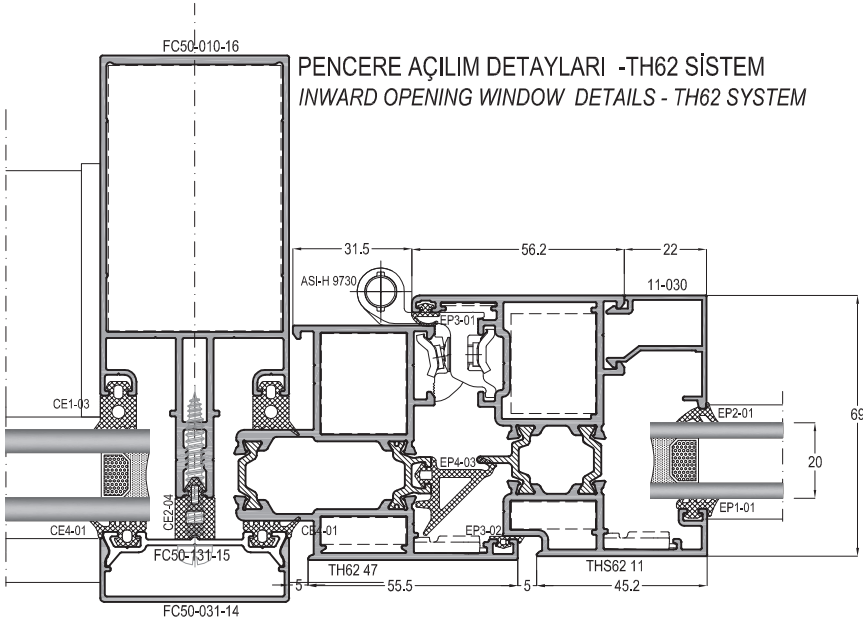 FC50-010-16
PENCERE AÇILIM DETAYLARI -TH62 SİSTEM
INWARD OPENING WINDOW DETAILS - TH62 SYSTEM
31.5
56.2
22
ASI-H 9730
11-030
EP3-01
CE1-03
EP2-01
69
EP4-03
20
CE2-04
EP1-01
CE4-01
CE4-01
EP3-02
FC50-131-15
TH62 47
THS62 11
5
55.5
5
45.2
FC50-031-14